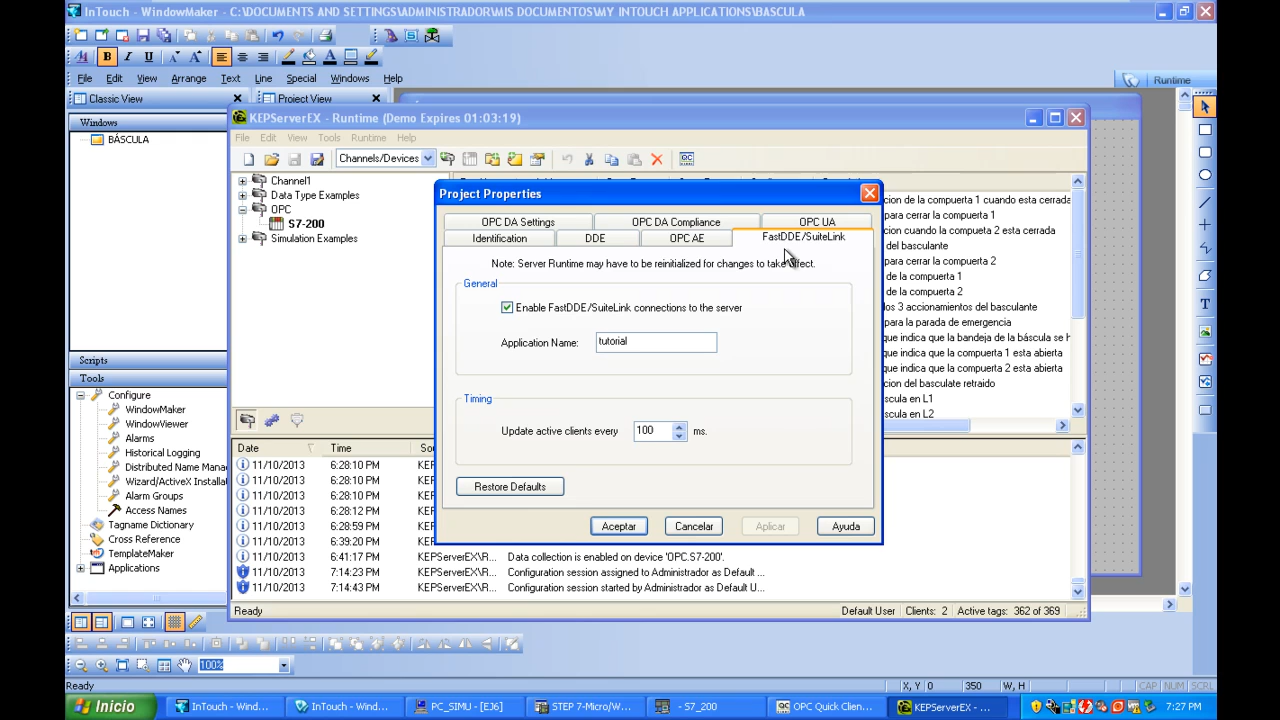 InTouch - WindowMaker - C:\DOCUMENTS AND SETTINGS\ADMINISTRADOR\MIS DOCUMENTOS\MY INTOUCH APPLICATIONS\BASCULA
File Edit View Arrange Text Line Special Windows Help
Runtime
Classic View
Project View
Windows
BÁSCULA
Scripts
Tools
Configure
WindowMaker
WindowViewer
Alarms
Historical Logging
Distributed Name Mana
Wizard/ActiveX Installa
Alarm Groups
Access Names
Tagname Dictionary
Cross Reference
TemplateMaker
Applications
KEPServerEX - Runtime (Demo Expires 01:03:19)
File Edit View Tools Runtime Help
Channels/Devices
Channel1
Data Type Examples
OPC
S7-200
Simulation Examples
cion del basculante 1 cuando esta cerrada
para cerrar la compuerta 1
cion cuando la compuerta 2 esta cerrada
del basculante
para cerrar la compuerta 2
de la compuerta 1
de la compuerta 2
los 3 accionamientos del basculante
para la parada de emergencia
que indica que la bandeja de la báscula se h
que indica que la compuerta 1 esta abierta
que indica que la compuerta 2 esta abierta
cion del basculate retraido
scula en L1
scula en L2
Project Properties
OPC DA Settings OPC DA Compliance OPC UA
Identification DDE OPC AE FastDDE/SuiteLink
Note: Server Runtime may have to be reinitialized for changes to take effect.
General
Enable FastDDE/SuiteLink connections to the server
Application Name: tutorial
Timing
Update active clients every 100 ms.
Restore Defaults
Aceptar Cancelar Aplicar Ayuda
Date Time Sou
11/10/2013 6:28:10 PM KEP
11/10/2013 6:28:10 PM KEP
11/10/2013 6:28:10 PM KEP
11/10/2013 6:28:12 PM KEP
11/10/2013 6:28:59 PM KEP
11/10/2013 6:39:20 PM KEP
11/10/2013 6:41:17 PM KEPServerEX\R... Data collection is enabled on device 'OPC.S7-200'.
11/10/2013 7:14:23 PM KEPServerEX\R... Configuration session assigned to Administrador as Default ...
11/10/2013 7:14:43 PM KEPServerEX\R... Configuration session started by Administrador as Default U...
Ready Default User Clients: 2 Active tags: 362 of 369
100%
Ready X, Y 0 350 W, H CAP NUM SCRL
Inicio InTouch - Wind... InTouch - Wind... PC_SIMU - [EJ6] STEP 7-Micro/W... - S7_200 OPC Quick Clien... KEPServerEX - ... 7:27 PM